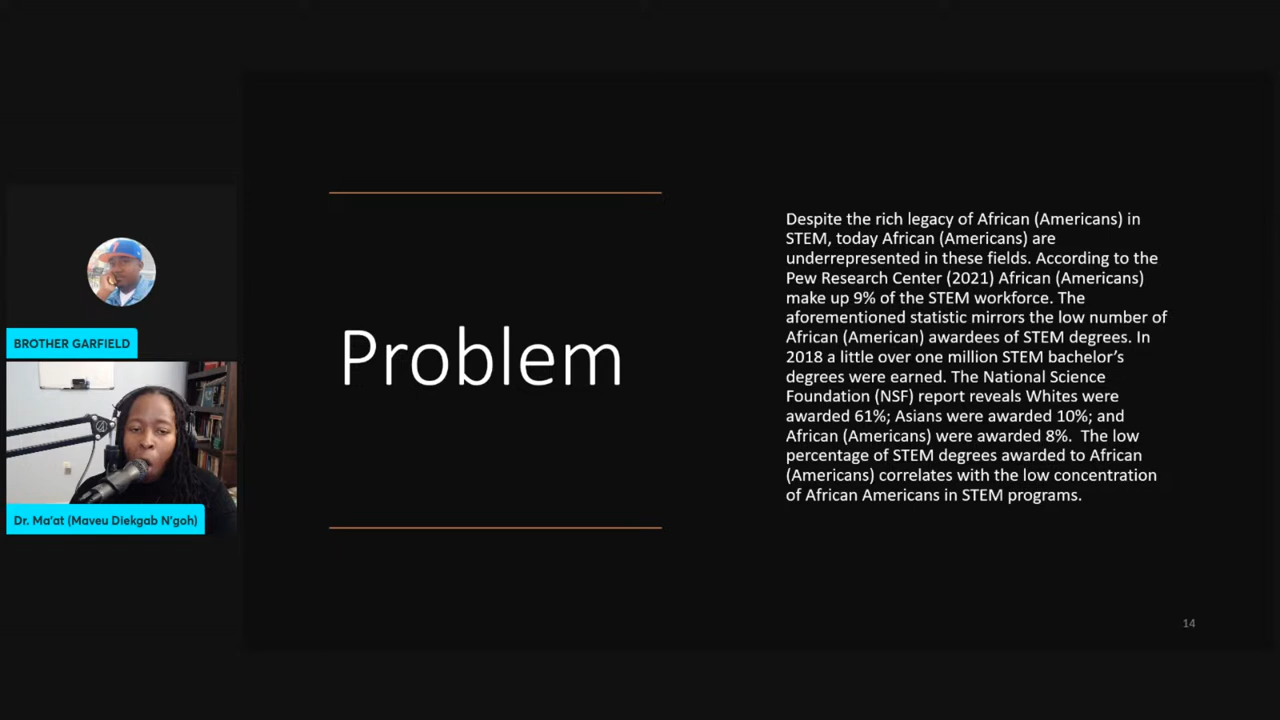 BROTHER GARFIELD
Dr. Ma'at (Maveu Diekgab N'goh)
Problem
Despite the rich legacy of African (Americans) in
STEM, today African (Americans) are
underrepresented in these fields. According to the
Pew Research Center (2021) African (Americans)
make up 9% of the STEM workforce. The
aforementioned statistic mirrors the low number of
African (American) awardees of STEM degrees. In
2018 a little over one million STEM bachelor’s
degrees were earned. The National Science
Foundation (NSF) report reveals Whites were
awarded 61%; Asians were awarded 10%; and
African (Americans) were awarded 8%.  The low
percentage of STEM degrees awarded to African
(Americans) correlates with the low concentration
of African Americans in STEM programs.
14